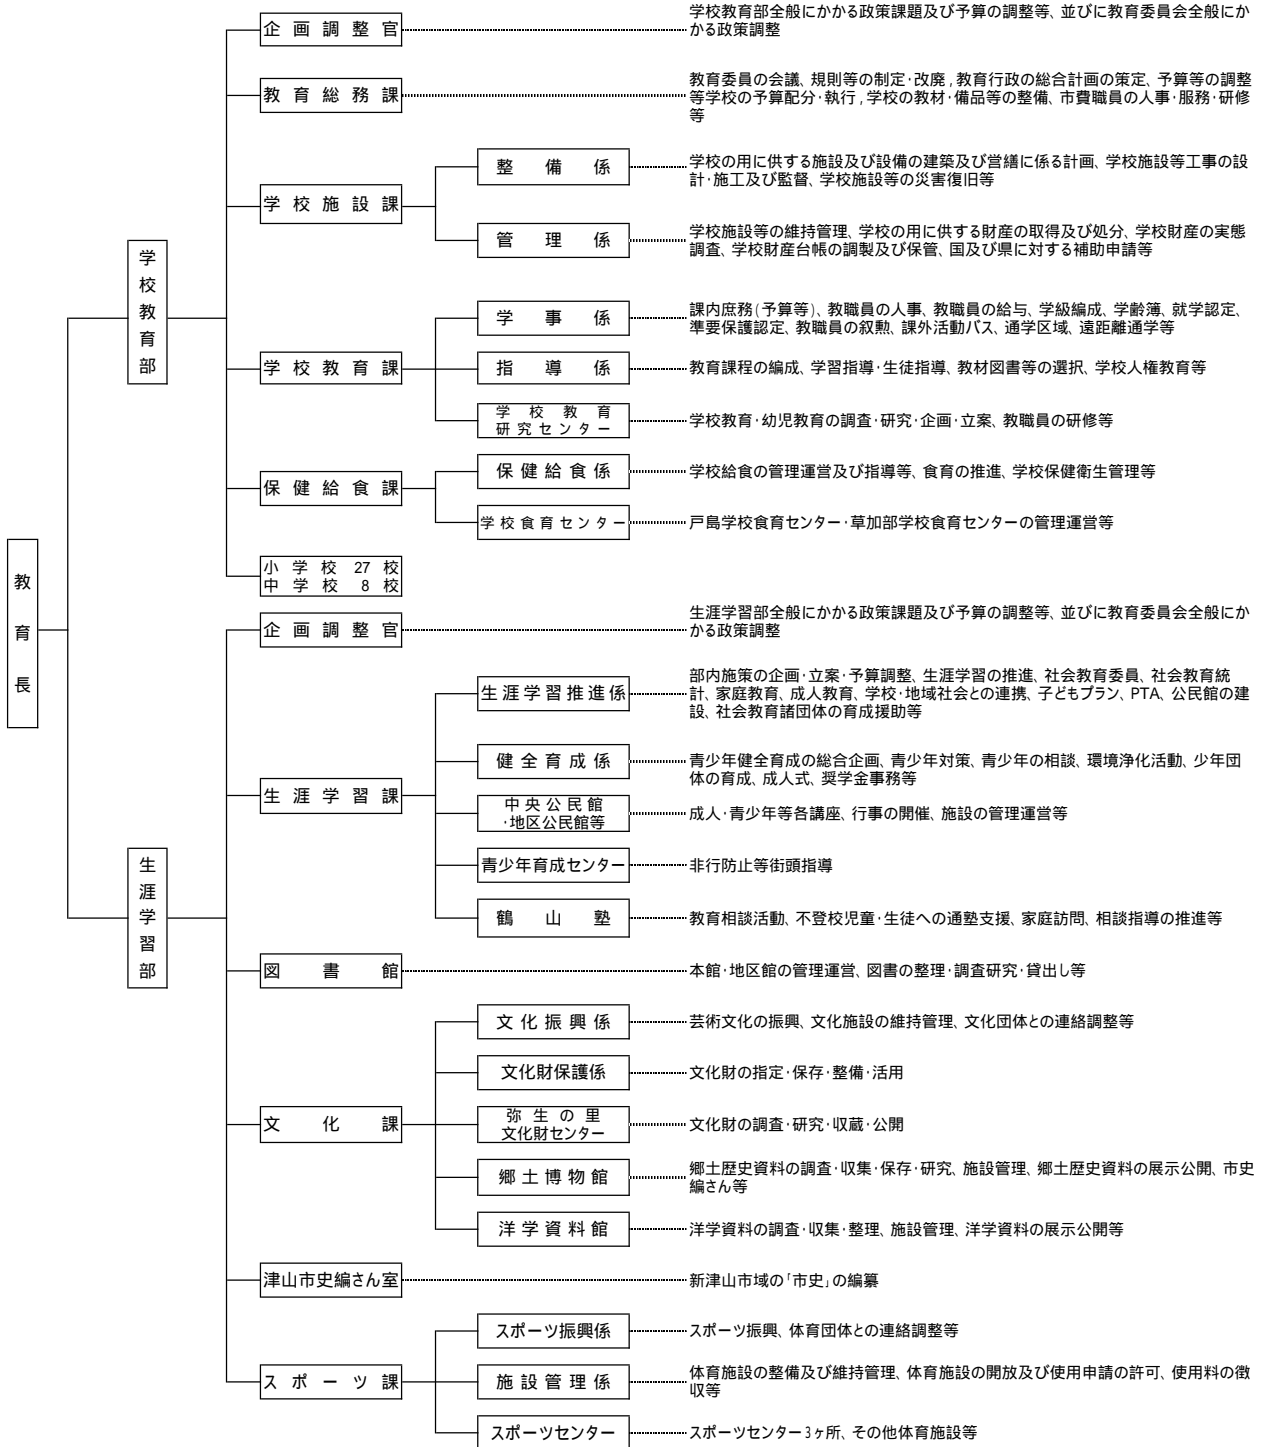 教育長
学校教育部
企画調整官
学校教育部全般にかかる政策課題及び予算の調整等、並びに教育委員会全般にか
かる政策調整
教育総務課
教育委員の会議、規則等の制定・改廃,教育行政の総合計画の策定、予算等の調整
等学校の予算配分・執行,学校の教材・備品等の整備、市費職員の人事・服務・研修
等
学校施設課
整備係
学校の用に供する施設及び設備の建築及び営繕に係る計画、学校施設等工事の設
計・施工及び監督、学校施設等の災害復旧等
管理係
学校施設等の維持管理、学校の用に供する財産の取得及び処分、学校財産の実態
調査、学校財産台帳の調製及び保管、国及び県に対する補助申請等
学校教育課
学事係
課内庶務(予算等)、教職員の人事、教職員の給与、学級編成、学齢簿、就学認定、
準要保護認定、教職員の叙勲、課外活動バス、通学区域、遠距離通学等
指導係
教育課程の編成、学習指導・生徒指導、教材図書等の選択、学校人権教育等
学校教育
研究センター
学校教育・幼児教育の調査・研究・企画・立案、教職員の研修等
保健給食課
保健給食係
学校給食の管理運営及び指導等、食育の推進、学校保健衛生管理等
学校食育センター
戸島学校食育センター・草加部学校食育センターの管理運営等
小学校 27 校
中学校 8 校
生涯学習部
企画調整官
生涯学習部全般にかかる政策課題及び予算の調整等、並びに教育委員会全般にか
かる政策調整
生涯学習課
生涯学習推進係
部内施策の企画・立案・予算調整、生涯学習の推進、社会教育委員、社会教育統
計、家庭教育、成人教育、学校・地域社会との連携、子どもプラン、PTA、公民館の建
設、社会教育諸団体の育成援助等
健全育成係
青少年健全育成の総合企画、青少年対策、青少年の相談、環境浄化活動、少年団
体の育成、成人式、奨学金事務等
中央公民館
・地区公民館等
成人・青少年等各講座、行事の開催、施設の管理運営等
青少年育成センター
非行防止等街頭指導
鶴山塾
教育相談活動、不登校児童・生徒への通塾支援、家庭訪問、相談指導の推進等
図書館
本館・地区館の管理運営、図書の整理・調査研究・貸出し等
文化課
文化振興係
芸術文化の振興、文化施設の維持管理、文化団体との連絡調整等
文化財保護係
文化財の指定・保存・整備・活用
弥生の里
文化財センター
文化財の調査・研究・収蔵・公開
郷土博物館
郷土歴史資料の調査・収集・保存・研究、施設管理、郷土歴史資料の展示公開、市史
編さん等
洋学資料館
洋学資料の調査・収集・整理、施設管理、洋学資料の展示公開等
津山市史編さん室
新津山市域の「市史」の編纂
スポーツ課
スポーツ振興係
スポーツ振興、体育団体との連絡調整等
施設管理係
体育施設の整備及び維持管理、体育施設の開放及び使用申請の許可、使用料の徴
収等
スポーツセンター
スポーツセンター3ヶ所、その他体育施設等